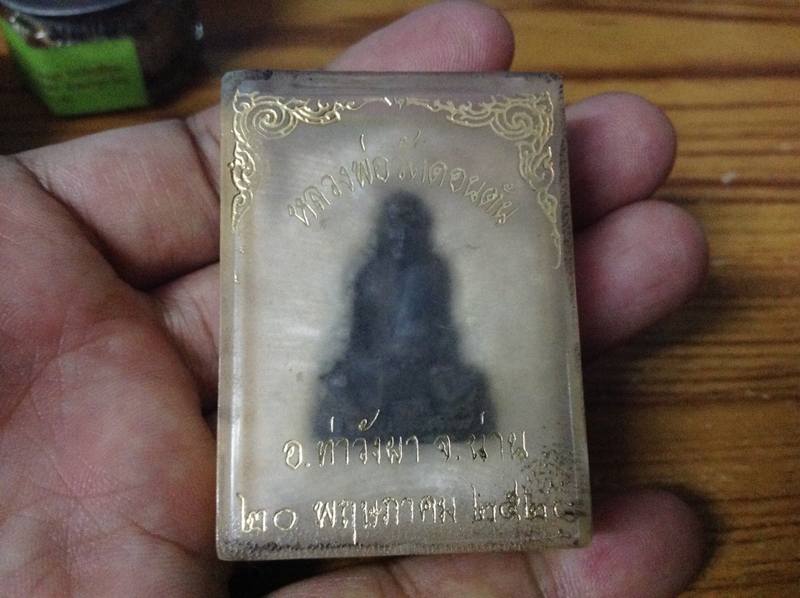 หลวงพ่อวัดดอนตัน
อ.ท่าวังผา จ.น่าน
๒๐ พฤษภาคม